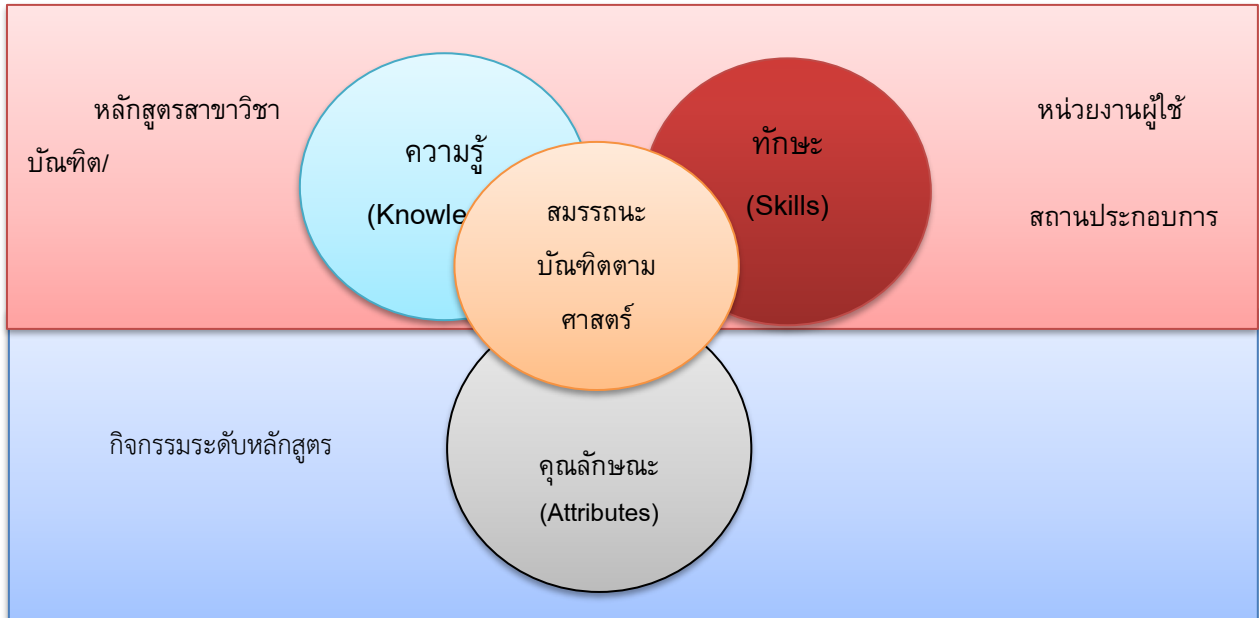 หลักสูตรสาขาวิชา
บัณฑิต/
ความรู้
(Knowle
สมรรถนะ
บัณฑิตตาม
ศาสตร์
ทักษะ
(Skills)
หน่วยงานผู้ใช้
สถานประกอบการ
กิจกรรมระดับหลักสูตร
คุณลักษณะ
(Attributes)